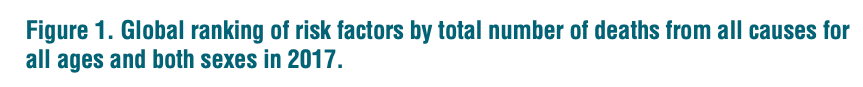 Figure 1. Global ranking of risk factors by total number of deaths from all causes for
all ages and both sexes in 2017.